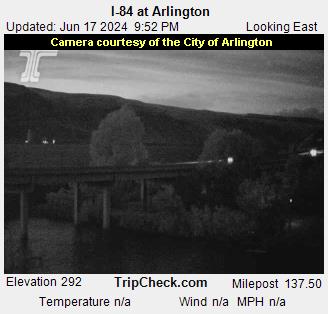 I-84 at Arlington
Updated: Jun 17 2024 9:52 PM Looking East
Camera courtesy of the City of Arlington
Elevation 292 TripCheck.com Milepost 137.50
Temperature n/a Wind n/a MPH n/a